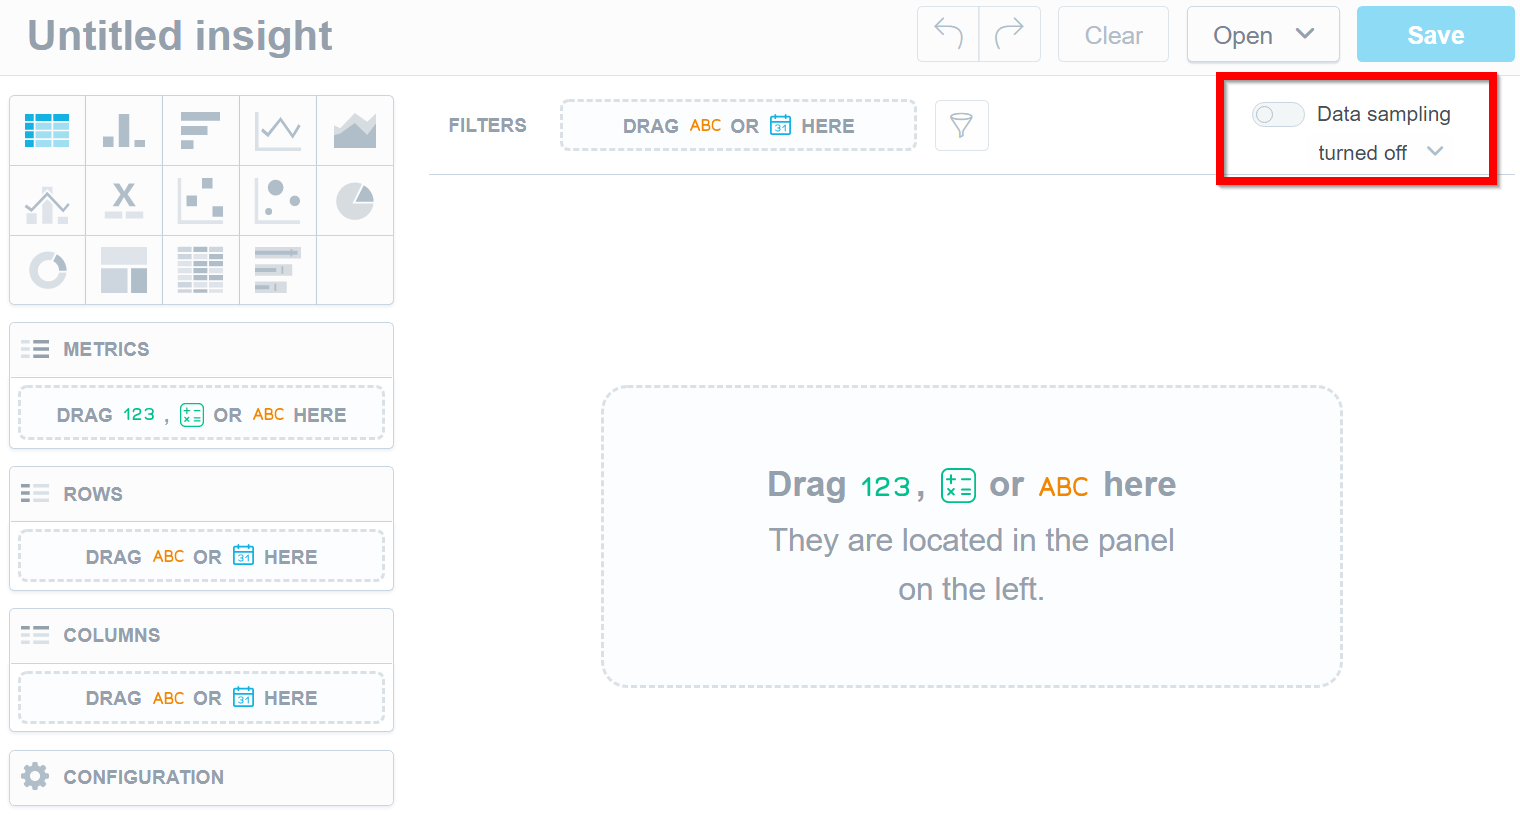 Untitled insight
Clear
Open
Save
FILTERS
DRAG ABC OR 31 HERE
Data sampling
turned off
X
METRICS
DRAG 123 , OR ABC HERE
ROWS
DRAG ABC OR 31 HERE
COLUMNS
DRAG ABC OR 31 HERE
CONFIGURATION
Drag 123, or ABC here
They are located in the panel
on the left.